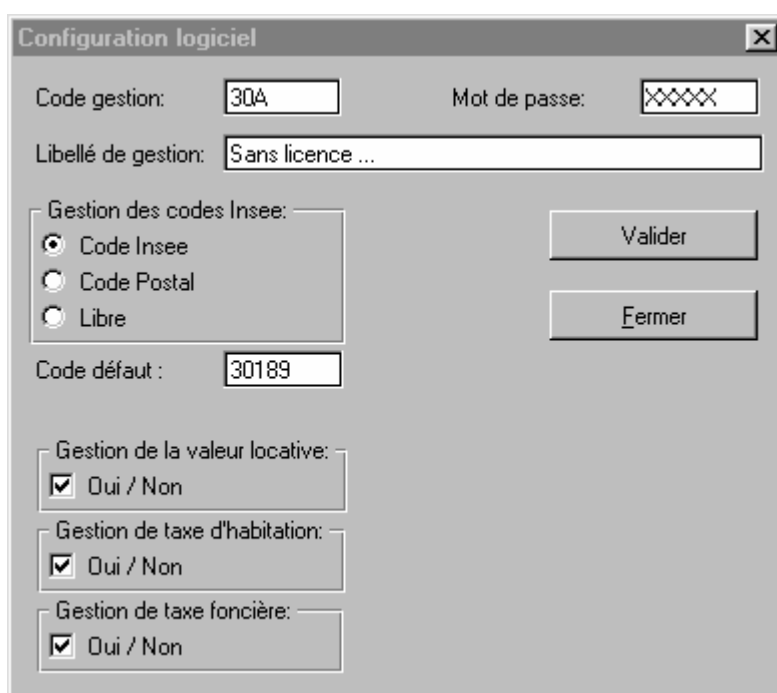 Configuration logiciel
Code gestion: 30A Mot de passe: XXXXX
Libellé de gestion: Sans licence ...
Gestion des codes Insee:
Code Insee
Valider
Code Postal
Libre
Fermer
Code défaut : 30189
Gestion de la valeur locative:
Oui / Non
Gestion de taxe d'habitation:
Oui / Non
Gestion de taxe foncière:
Oui / Non